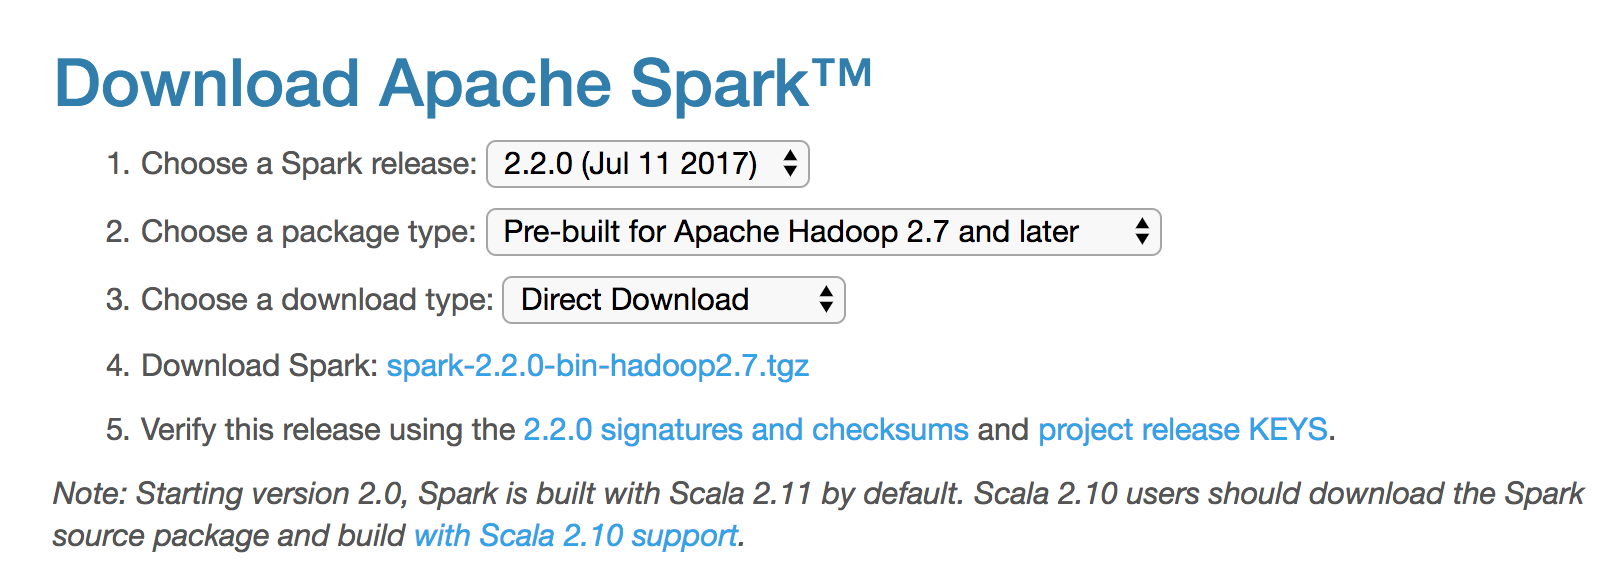 Download Apache Spark™
1. Choose a Spark release: 2.2.0 (Jul 11 2017)
2. Choose a package type: Pre-built for Apache Hadoop 2.7 and later
3. Choose a download type: Direct Download
4. Download Spark: spark-2.2.0-bin-hadoop2.7.tgz
5. Verify this release using the 2.2.0 signatures and checksums and project release KEYS.
Note: Starting version 2.0, Spark is built with Scala 2.11 by default. Scala 2.10 users should download the Spark
source package and build with Scala 2.10 support.